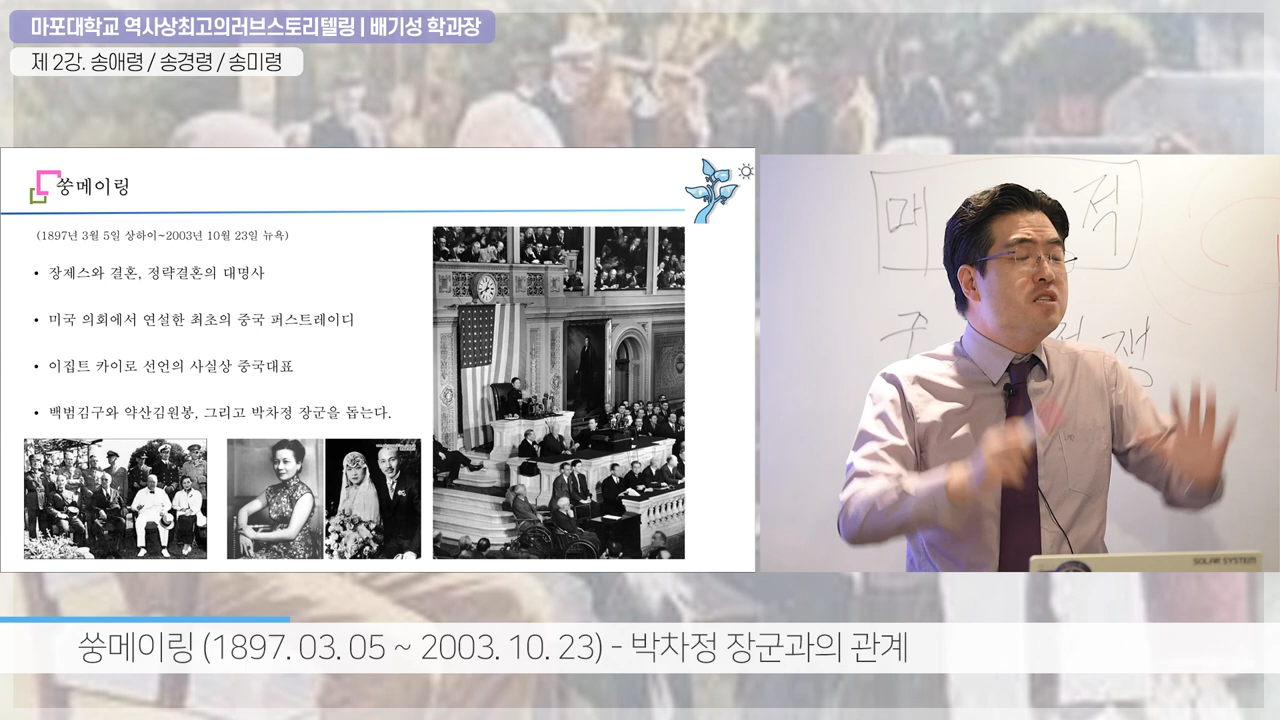 마포대학교 역사상최고의러브스토리텔링 | 배기성 학과장
제 2강. 송애령 / 송경령 / 송미령
쑹메이링
(1897년 3월 5일 상하이~2003년 10월 23일 뉴욕)
• 장제스와 결혼, 정략결혼의 대명사
• 미국 의회에서 연설한 최초의 중국 퍼스트레이디
• 이집트 카이로 선언의 사실상 중국대표
• 백범김구와 약산김원봉, 그리고 박차정 장군을 돕는다.
매 적
SOLAR SYSTEM
쑹메이링 (1897. 03. 05 ~ 2003. 10. 23) - 박차정 장군과의 관계